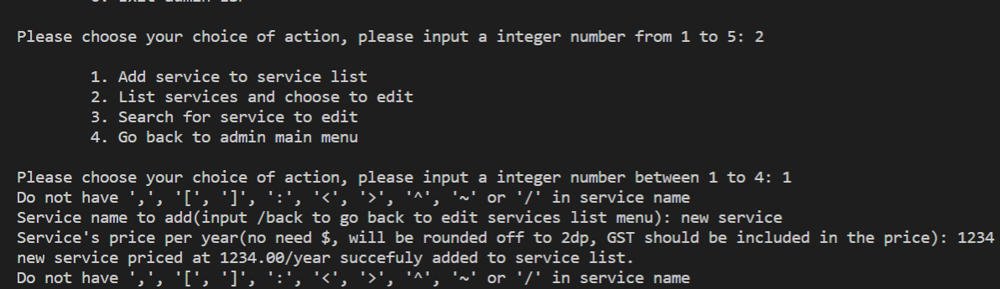 Please choose your choice of action, please input a integer number from 1 to 5: 2
1. Add service to service list
2. List services and choose to edit
3. Search for service to edit
4. Go back to admin main menu
Please choose your choice of action, please input a integer number between 1 to 4: 1
Do not have ',', '[', ']', ':', '<', '>', '^', '~' or '/' in service name
Service name to add(input /back to go back to edit services list menu): new service
Service's price per year(no need $, will be rounded off to 2dp, GST should be included in the price): 1234
new service priced at 1234.00/year succefuly added to service list.
Do not have ',', '[', ']', ':', '<', '>', '^', '~' or '/' in service name